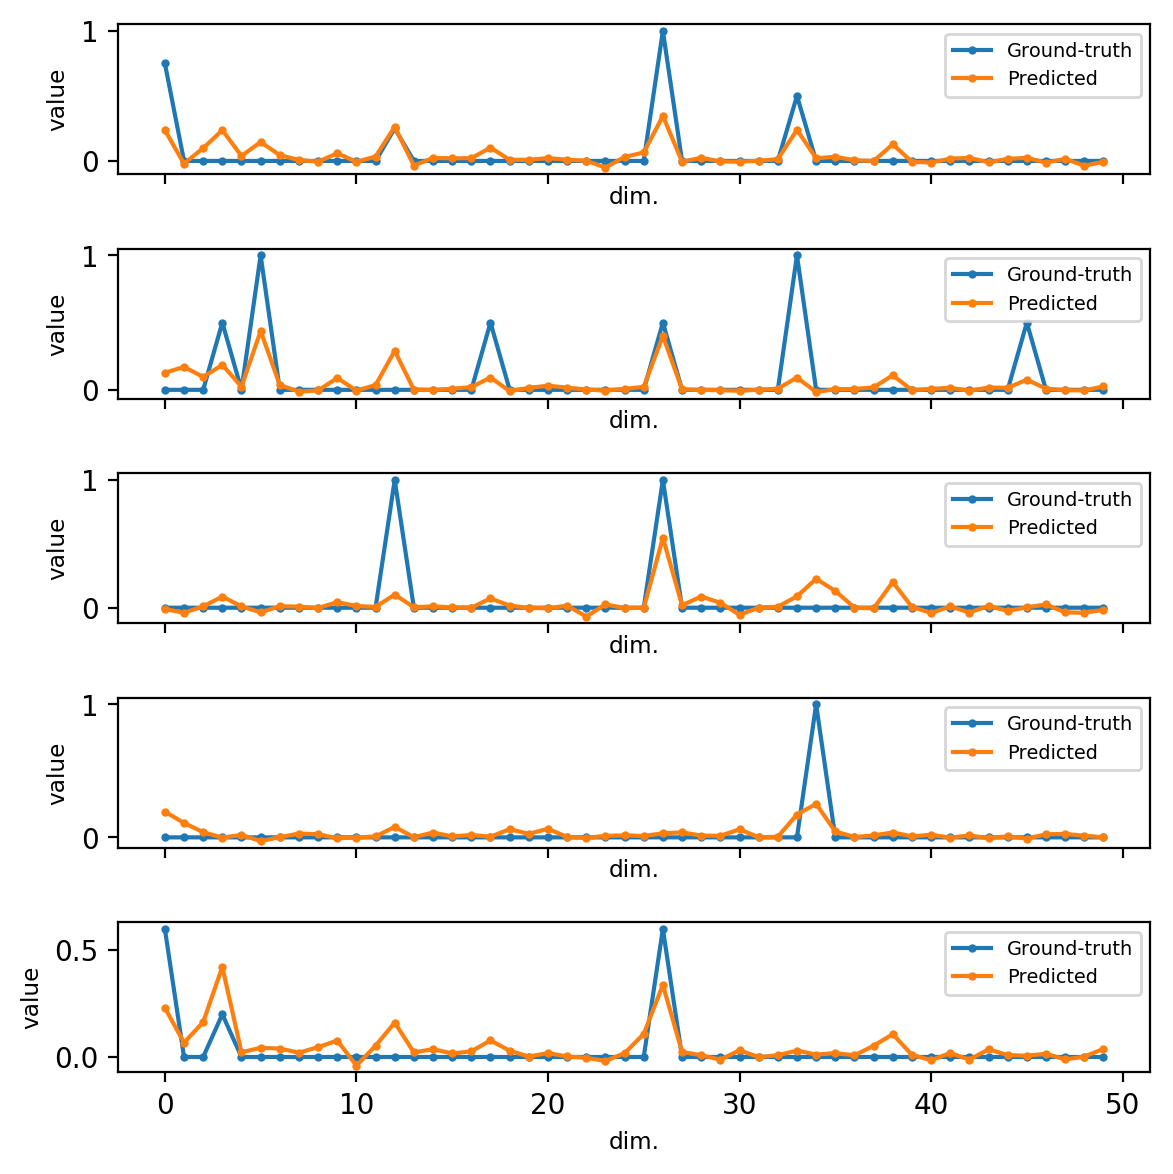 1
0
value
Ground-truth
Predicted
dim.
1
0
value
Ground-truth
Predicted
dim.
1
0
value
Ground-truth
Predicted
dim.
1
0
value
Ground-truth
Predicted
dim.
0.5
0.0
value
Ground-truth
Predicted
0 10 20 30 40 50
dim.